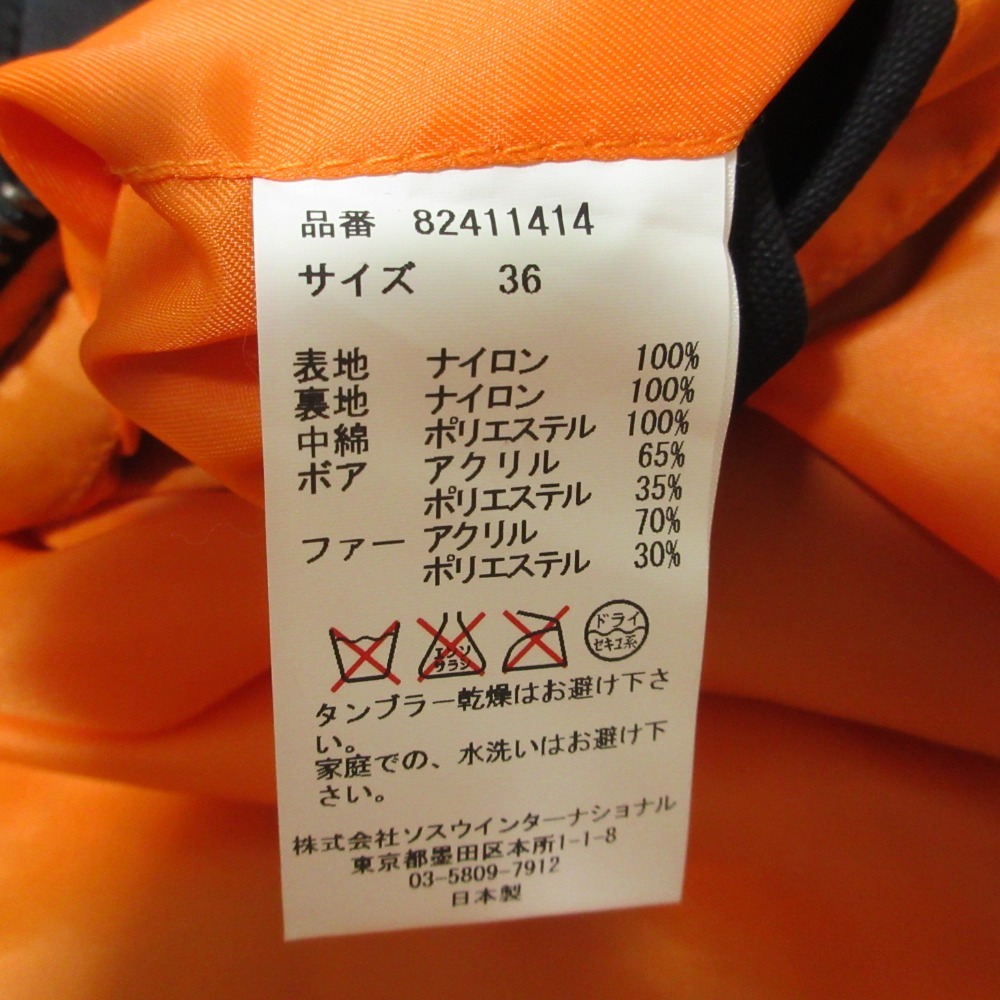 品番 82411414
サイズ 36
表地 ナイロン 100%
裏地 ナイロン 100%
中綿 ポリエステル 100%
ボア アクリル 65%
ポリエステル 35%
ファー アクリル 70%
ポリエステル 30%
エンソ
サラシ
ドライ
セキユ系
タンブラー乾燥はお避け下さ
い。
家庭での、水洗いはお避け下
さい。
株式会社ソスウインターナショナル
東京都墨田区本所1-1-8
03-5809-7912
日本製